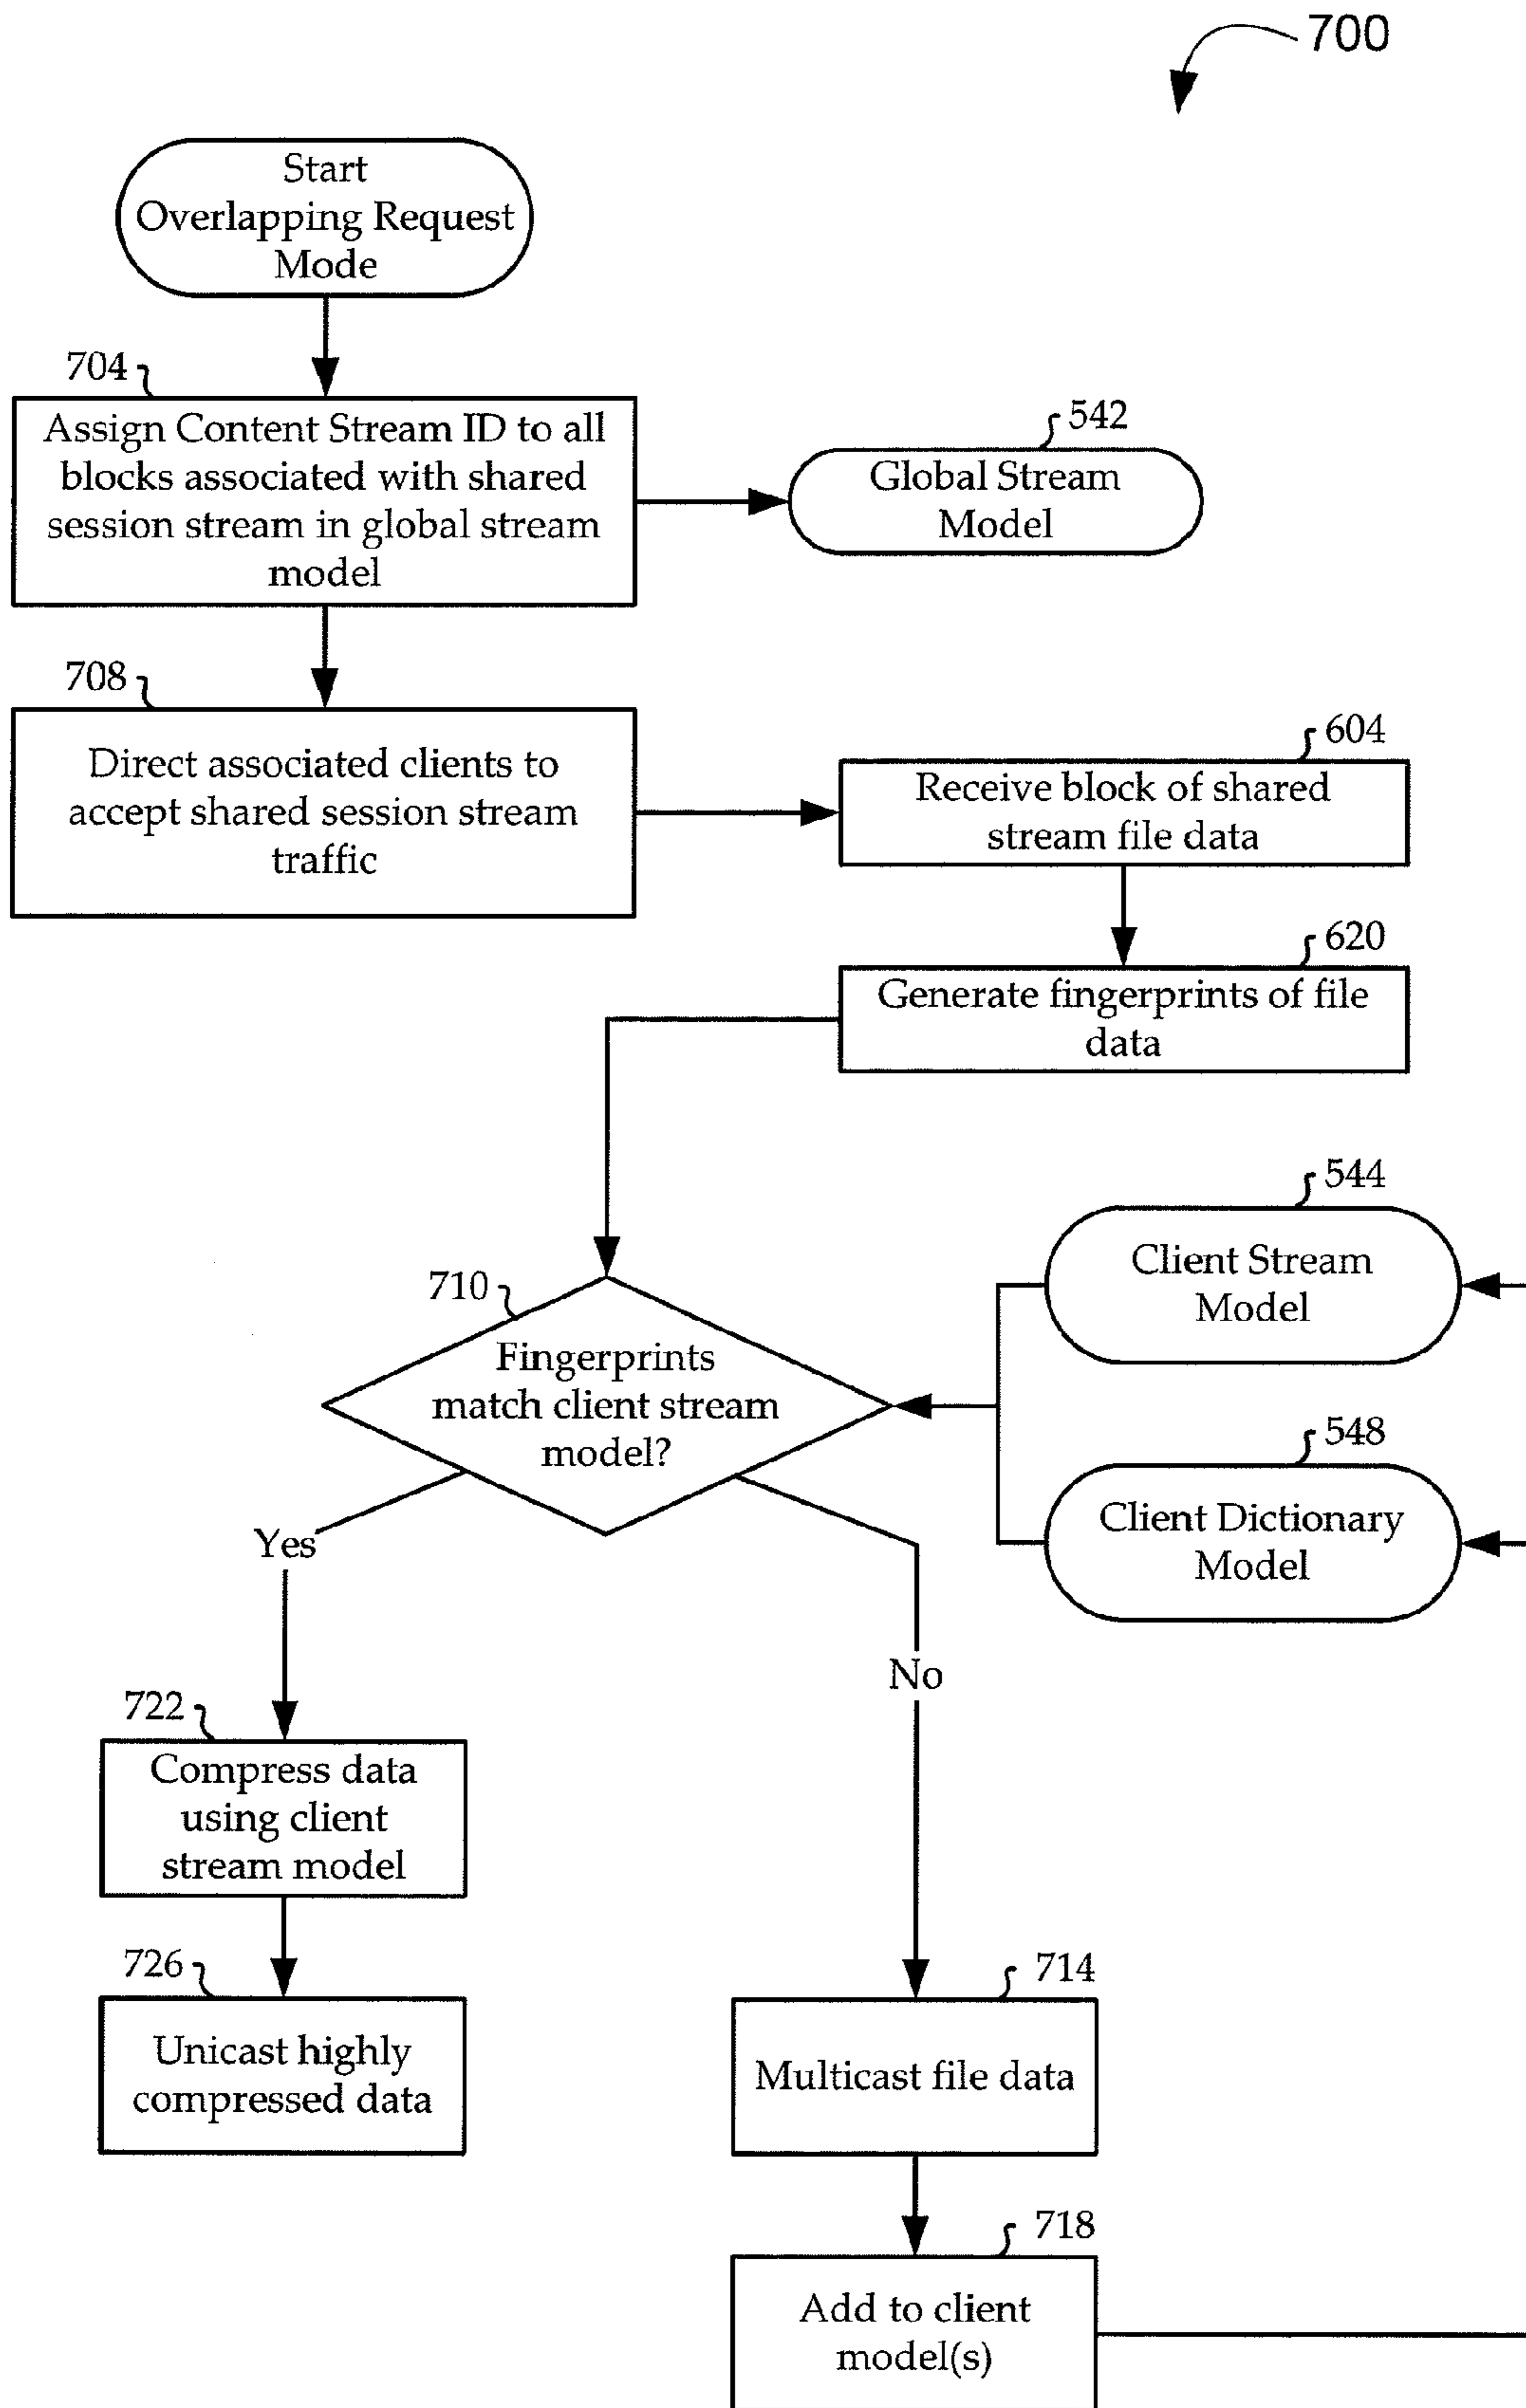 700
Start
Overlapping Request
Mode
704
Assign Content Stream ID to all
blocks associated with shared
session stream in global stream
model
542
Global Stream
Model
708
Direct associated clients to
accept shared session stream
traffic
604
Receive block of shared
stream file data
620
Generate fingerprints of file
data
544
Client Stream
Model
710
Fingerprints
match client stream
model?
548
Client Dictionary
Model
Yes
No
722
Compress data
using client
stream model
726
Unicast highly
compressed data
714
Multicast file data
718
Add to client
model(s)